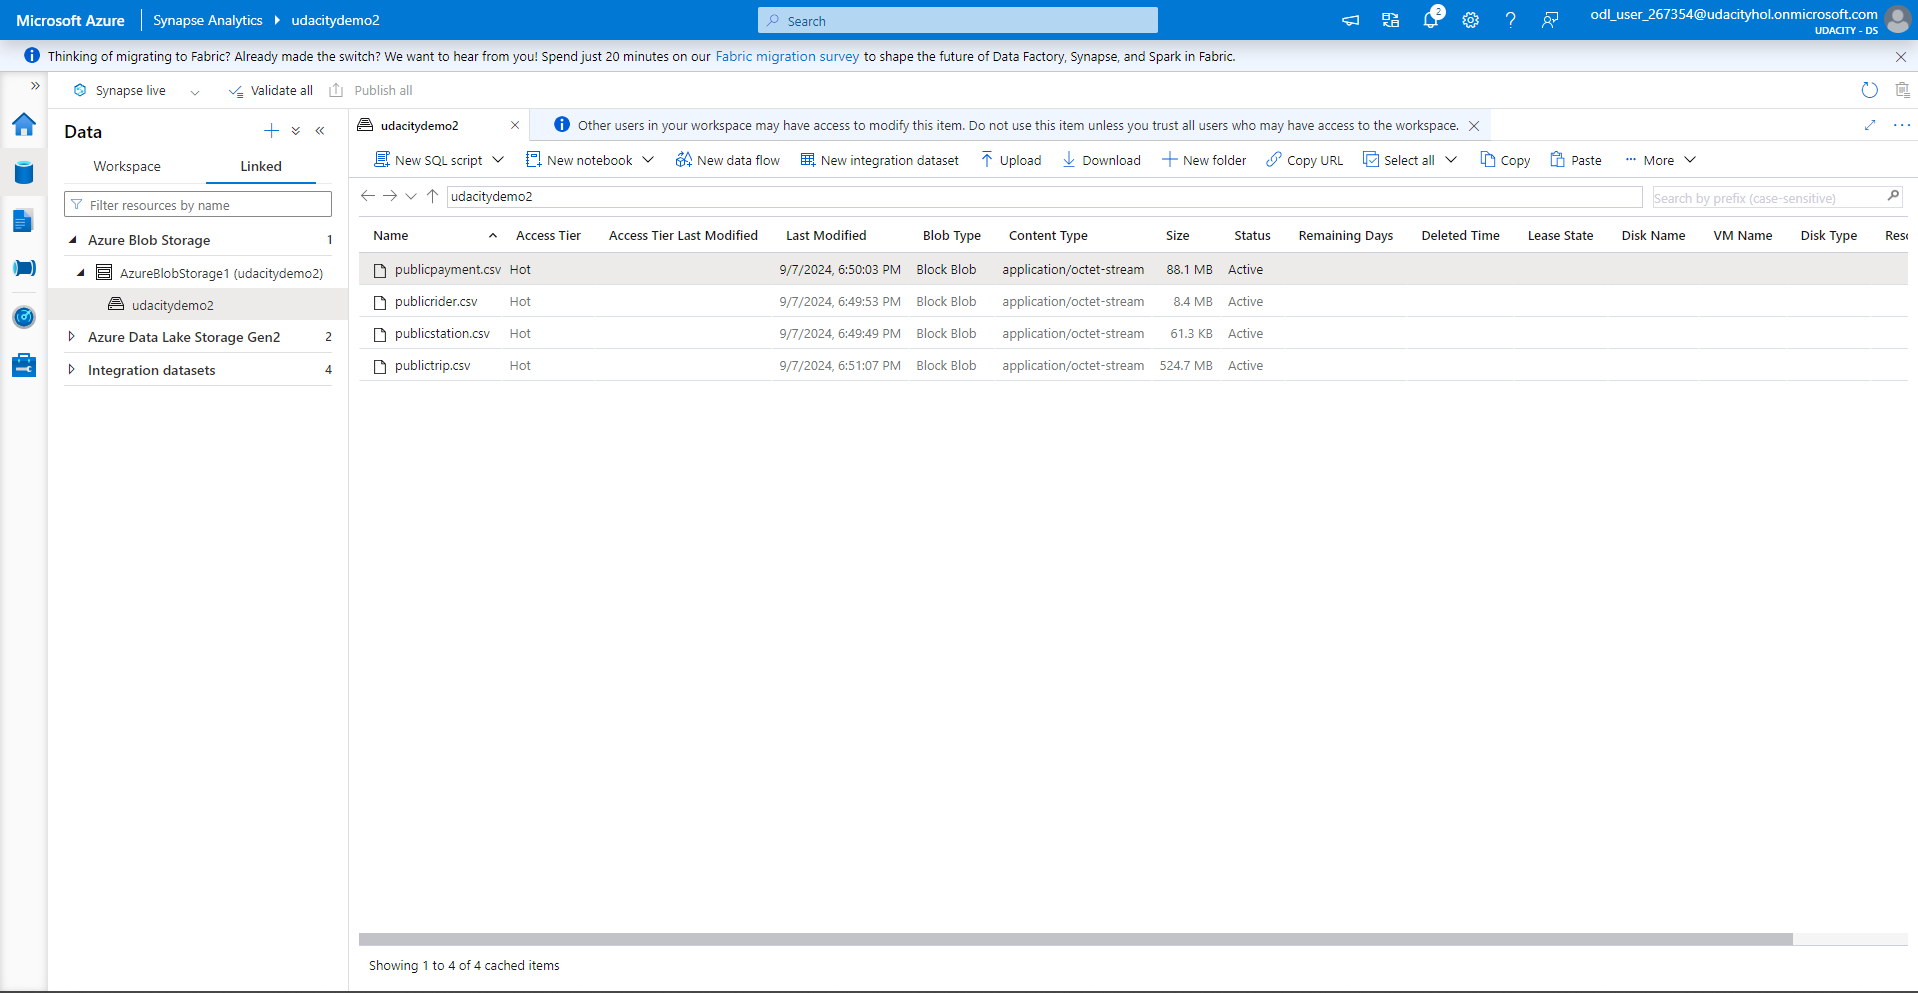 Microsoft Azure Synapse Analytics udacitydemo2 Search 2 odl_user_267354@udacityhol.onmicrosoft.com
UDACITY - DS
Thinking of migrating to Fabric? Already made the switch? We want to hear from you! Spend just 20 minutes on our Fabric migration survey to shape the future of Data Factory, Synapse, and Spark in Fabric.
Synapse live Validate all Publish all
Data
Workspace Linked
Filter resources by name
Azure Blob Storage 1
AzureBlobStorage1 (udacitydemo2)
udacitydemo2
Azure Data Lake Storage Gen2 2
Integration datasets 4
udacitydemo2 Other users in your workspace may have access to modify this item. Do not use this item unless you trust all users who may have access to the workspace.
New SQL script New notebook New data flow New integration dataset Upload Download New folder Copy URL Select all Copy Paste More
udacitydemo2 Search by prefix (case-sensitive)
Name Access Tier Access Tier Last Modified Last Modified Blob Type Content Type Size Status Remaining Days Deleted Time Lease State Disk Name VM Name Disk Type Resc
publicpayment.csv Hot 9/7/2024, 6:50:03 PM Block Blob application/octet-stream 88.1 MB Active
publicrider.csv Hot 9/7/2024, 6:49:53 PM Block Blob application/octet-stream 8.4 MB Active
publicstation.csv Hot 9/7/2024, 6:49:49 PM Block Blob application/octet-stream 61.3 KB Active
publictrip.csv Hot 9/7/2024, 6:51:07 PM Block Blob application/octet-stream 524.7 MB Active
Showing 1 to 4 of 4 cached items